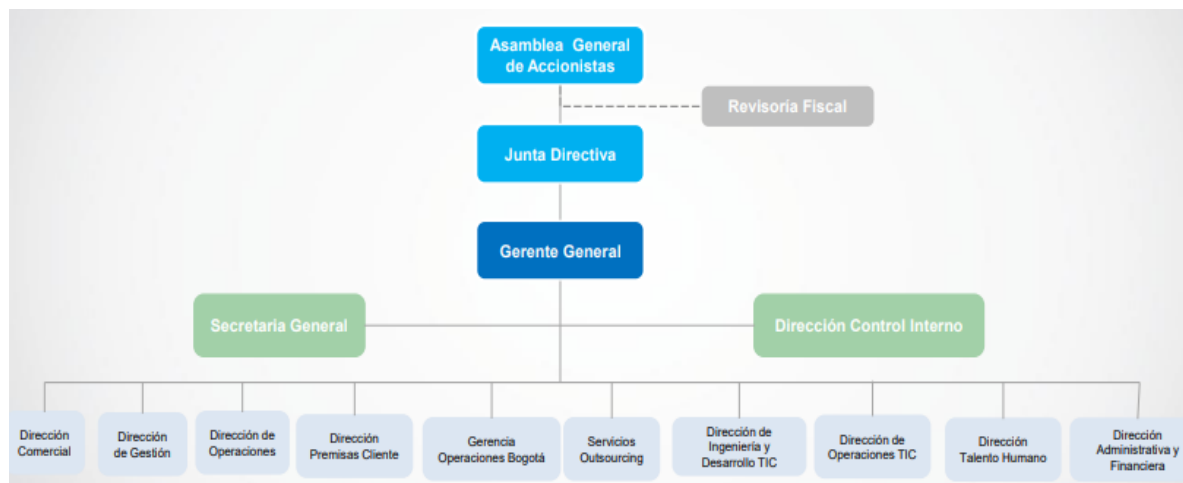 Asamblea General
de Accionistas
Revisoría Fiscal
Junta Directiva
Gerente General
Secretaria General
Dirección Control Interno
Dirección
Comercial
Dirección
de Gestión
Dirección de
Operaciones
Dirección
Premisas Cliente
Gerencia
Operaciones Bogotá
Servicios
Outsourcing
Dirección de
Ingeniería y
Desarrollo TIC
Dirección de
Operaciones TIC
Dirección
Talento Humano
Dirección
Administrativa y
Financiera